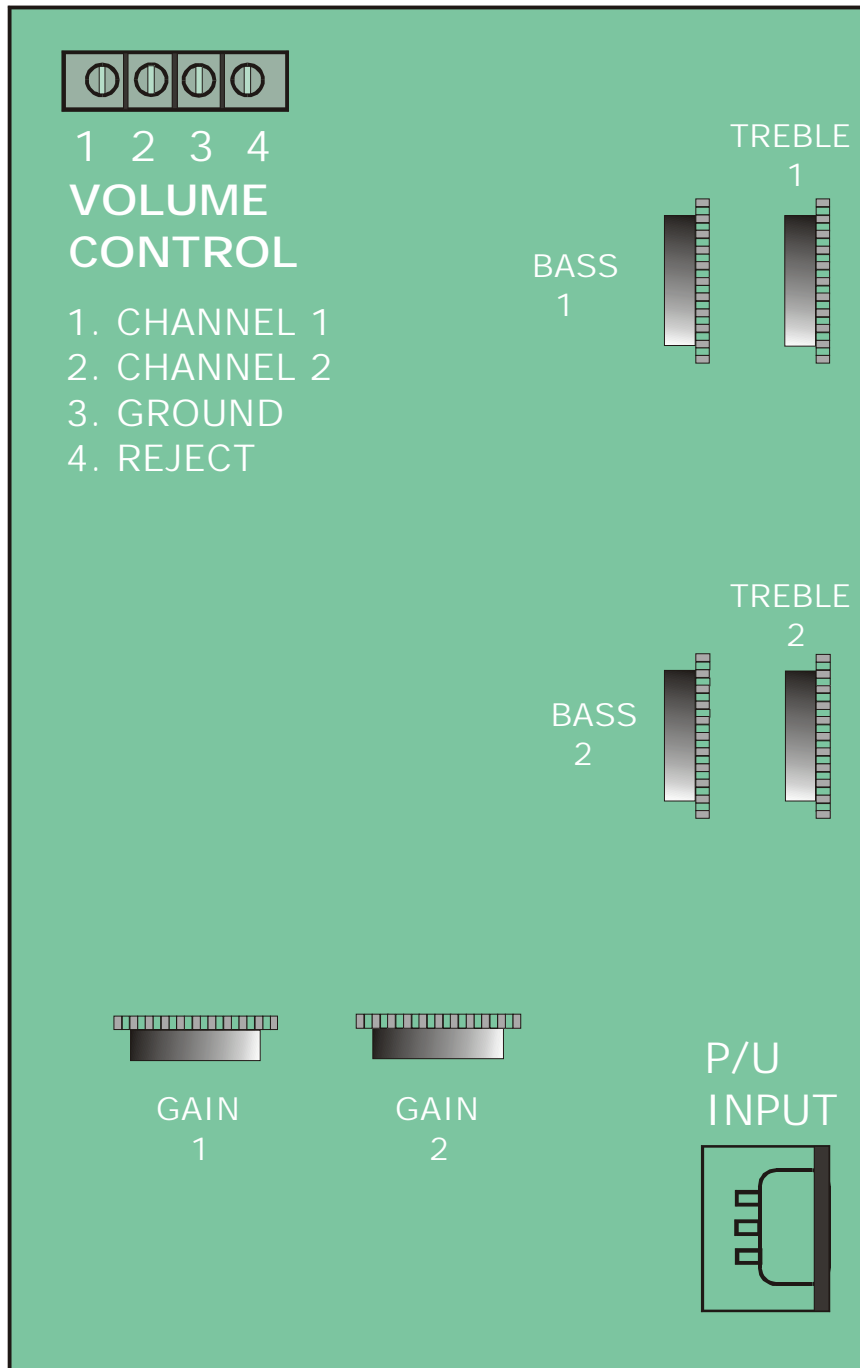 1 2 3 4
VOLUME
CONTROL
1. CHANNEL 1
2. CHANNEL 2
3. GROUND
4. REJECT
TREBLE
1
BASS
1
TREBLE
2
BASS
2
GAIN
1
GAIN
2
P/U
INPUT